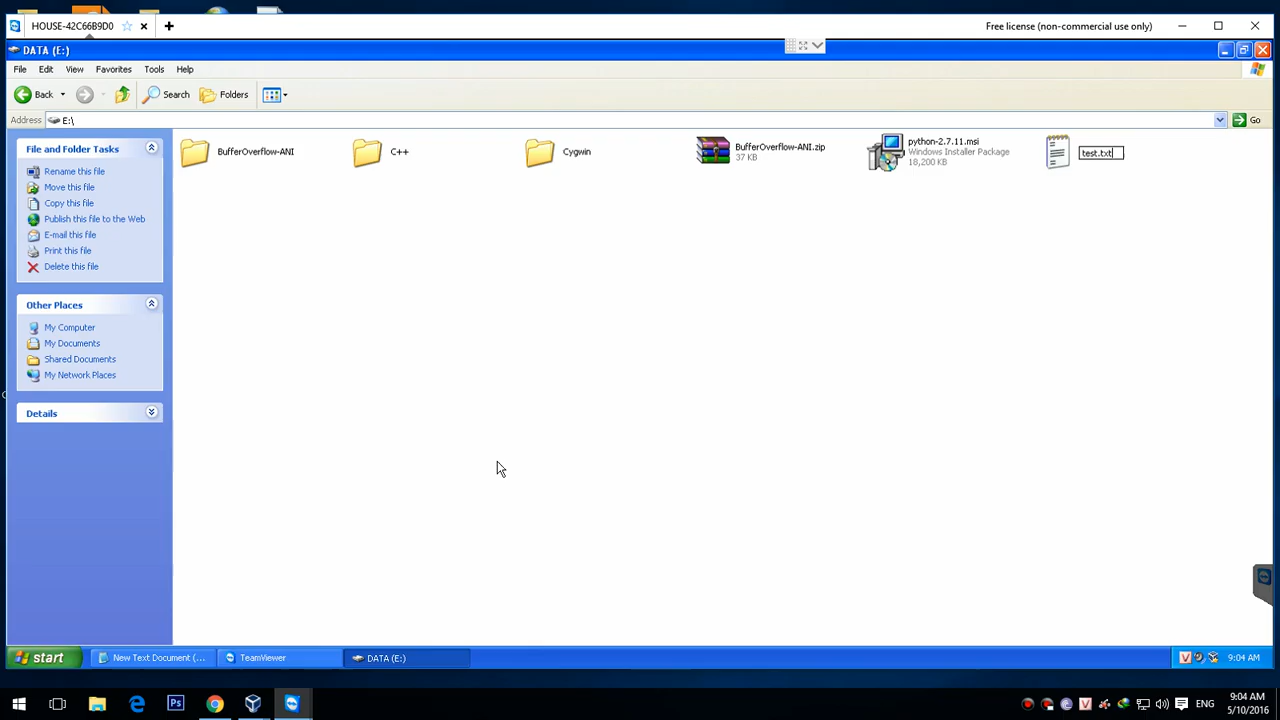 HOUSE-42C66B9D0
Free license (non-commercial use only)
DATA (E:)
File Edit View Favorites Tools Help
Back Search Folders
Address E:\ Go
File and Folder Tasks
Rename this file
Move this file
Copy this file
Publish this file to the Web
E-mail this file
Print this file
Delete this file
Other Places
My Computer
My Documents
Shared Documents
My Network Places
Details
BufferOverflow-ANI
C++
Cygwin
BufferOverflow-ANI.zip
37 KB
python-2.7.11.msi
Windows Installer Package
18,200 KB
test.txt
start New Text Document (... TeamViewer DATA (E:) V 9:04 AM
Ps V ENG 9:04 AM
5/10/2016